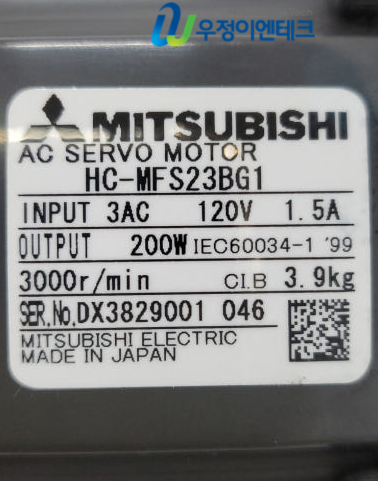 우정이엔테크
MITSUBISHI
AC SERVO MOTOR
HC-MFS23BG1
INPUT 3AC 120V 1.5A
OUTPUT 200W IEC60034-1 '99
3000r/min CI.B 3.9kg
SER.No.DX3829001 046
MITSUBISHI ELECTRIC
MADE IN JAPAN